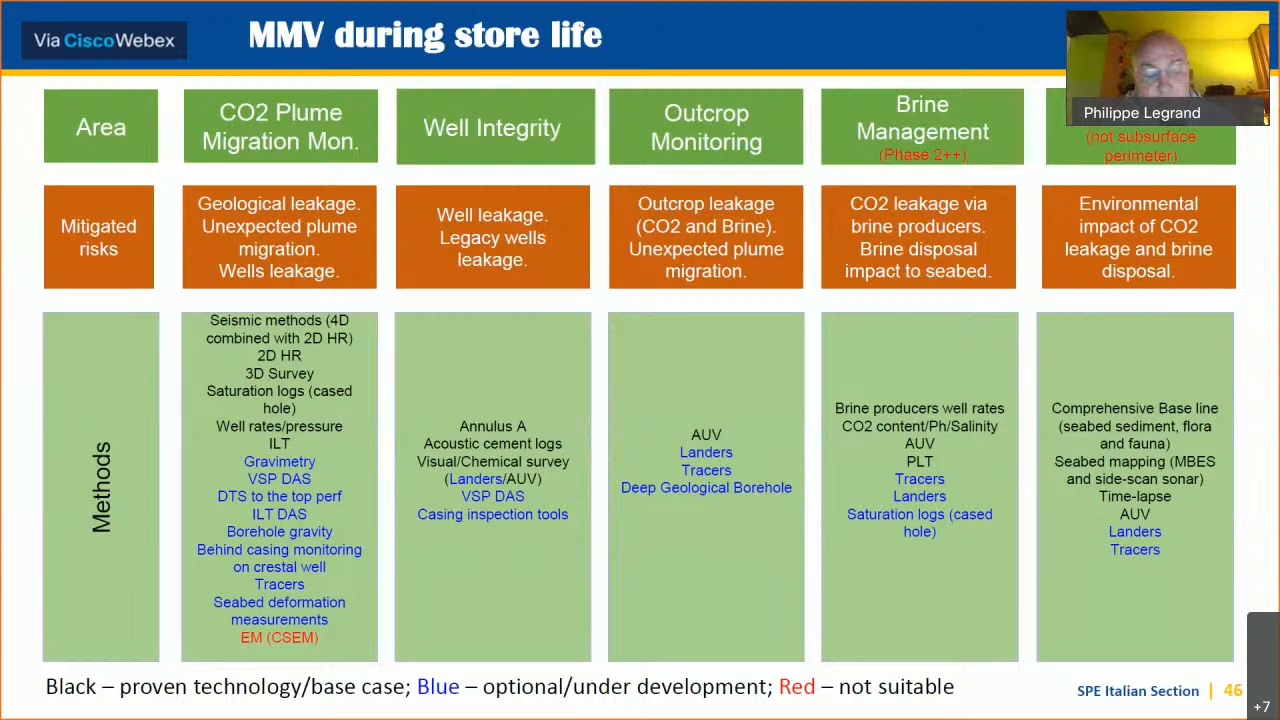 Via CiscoWebex
MMV during store life
Philippe Legrand
Area
CO2 Plume
Migration Mon.
Well Integrity
Outcrop
Monitoring
Brine
Management
(Phase 2++)
(not subsurface
perimeter)
Mitigated
risks
Geological leakage.
Unexpected plume
migration.
Wells leakage.
Well leakage.
Legacy wells
leakage.
Outcrop leakage
(CO2 and Brine).
Unexpected plume
migration.
CO2 leakage via
brine producers.
Brine disposal
impact to seabed.
Environmental
impact of CO2
leakage and brine
disposal.
Methods
Seismic methods (4D
combined with 2D HR)
2D HR
3D Survey
Saturation logs (cased
hole)
Well rates/pressure
ILT
Gravimetry
VSP DAS
DTS to the top perf
ILT DAS
Borehole gravity
Behind casing monitoring
on crestal well
Tracers
Seabed deformation
measurements
EM (CSEM)
Annulus A
Acoustic cement logs
Visual/Chemical survey
(Landers/AUV)
VSP DAS
Casing inspection tools
AUV
Landers
Tracers
Deep Geological Borehole
Brine producers well rates
CO2 content/Ph/Salinity
AUV
PLT
Tracers
Landers
Saturation logs (cased
hole)
Comprehensive Base line
(seabed sediment, flora
and fauna)
Seabed mapping (MBES
and side-scan sonar)
Time-lapse
AUV
Landers
Tracers
Black – proven technology/base case; Blue – optional/under development; Red – not suitable
SPE Italian Section | 46
+7